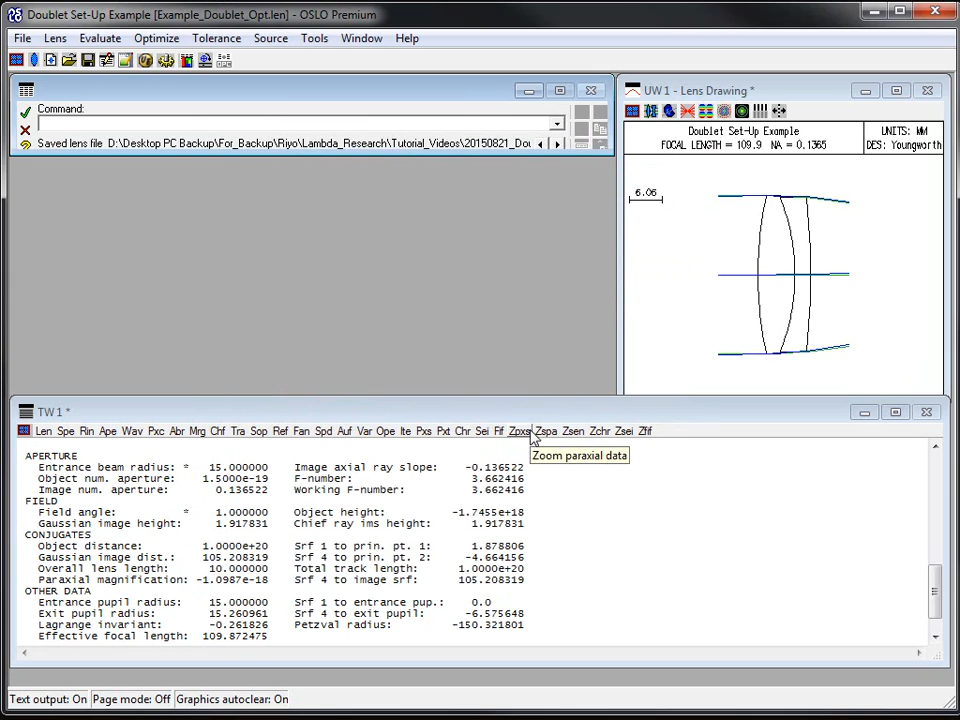 Doublet Set-Up Example [Example_Doublet_Opt.len] - OSLO Premium
File Lens Evaluate Optimize Tolerance Source Tools Window Help
Command:
Saved lens file D:\Desktop PC Backup\For_Backup\Riyo\Lambda_Research\Tutorial_Videos\20150821_Dou
UW 1 - Lens Drawing *
Doublet Set-Up Example
FOCAL LENGTH = 109.9 NA = 0.1365
UNITS: MM
DES: Youngworth
6.06
TW 1 *
Len Spe Rin Ape Wav Pxc Abr Mrg Chf Tra Sop Ref Fan Spd Auf Var Ope Ite Pxs Pxt Chr Sei Fif Zpxs Zspa Zsen Zchr Zsei Zfif
Zoom paraxial data
APERTURE
Entrance beam radius: * 15.000000 Image axial ray slope: -0.136522
Object num. aperture: 1.5000e-19 F-number: 3.662416
Image num. aperture: 0.136522 Working F-number: 3.662416
FIELD
Field angle: * 1.000000 Object height: -1.7455e+18
Gaussian image height: 1.917831 Chief ray ims height: 1.917831
CONJUGATES
Object distance: 1.0000e+20 Srf 1 to prin. pt. 1: 1.878806
Gaussian image dist.: 105.208319 Srf 4 to prin. pt. 2: -4.664156
Overall lens length: 10.000000 Total track length: 1.0000e+20
Paraxial magnification: -1.0987e-18 Srf 4 to image srf: 105.208319
OTHER DATA
Entrance pupil radius: 15.000000 Srf 1 to entrance pup.: 0.0
Exit pupil radius: 15.260961 Srf 4 to exit pupil: -6.575648
Lagrange invariant: -0.261826 Petzval radius: -150.321801
Effective focal length: 109.872475
Text output: On Page mode: Off Graphics autoclear: On